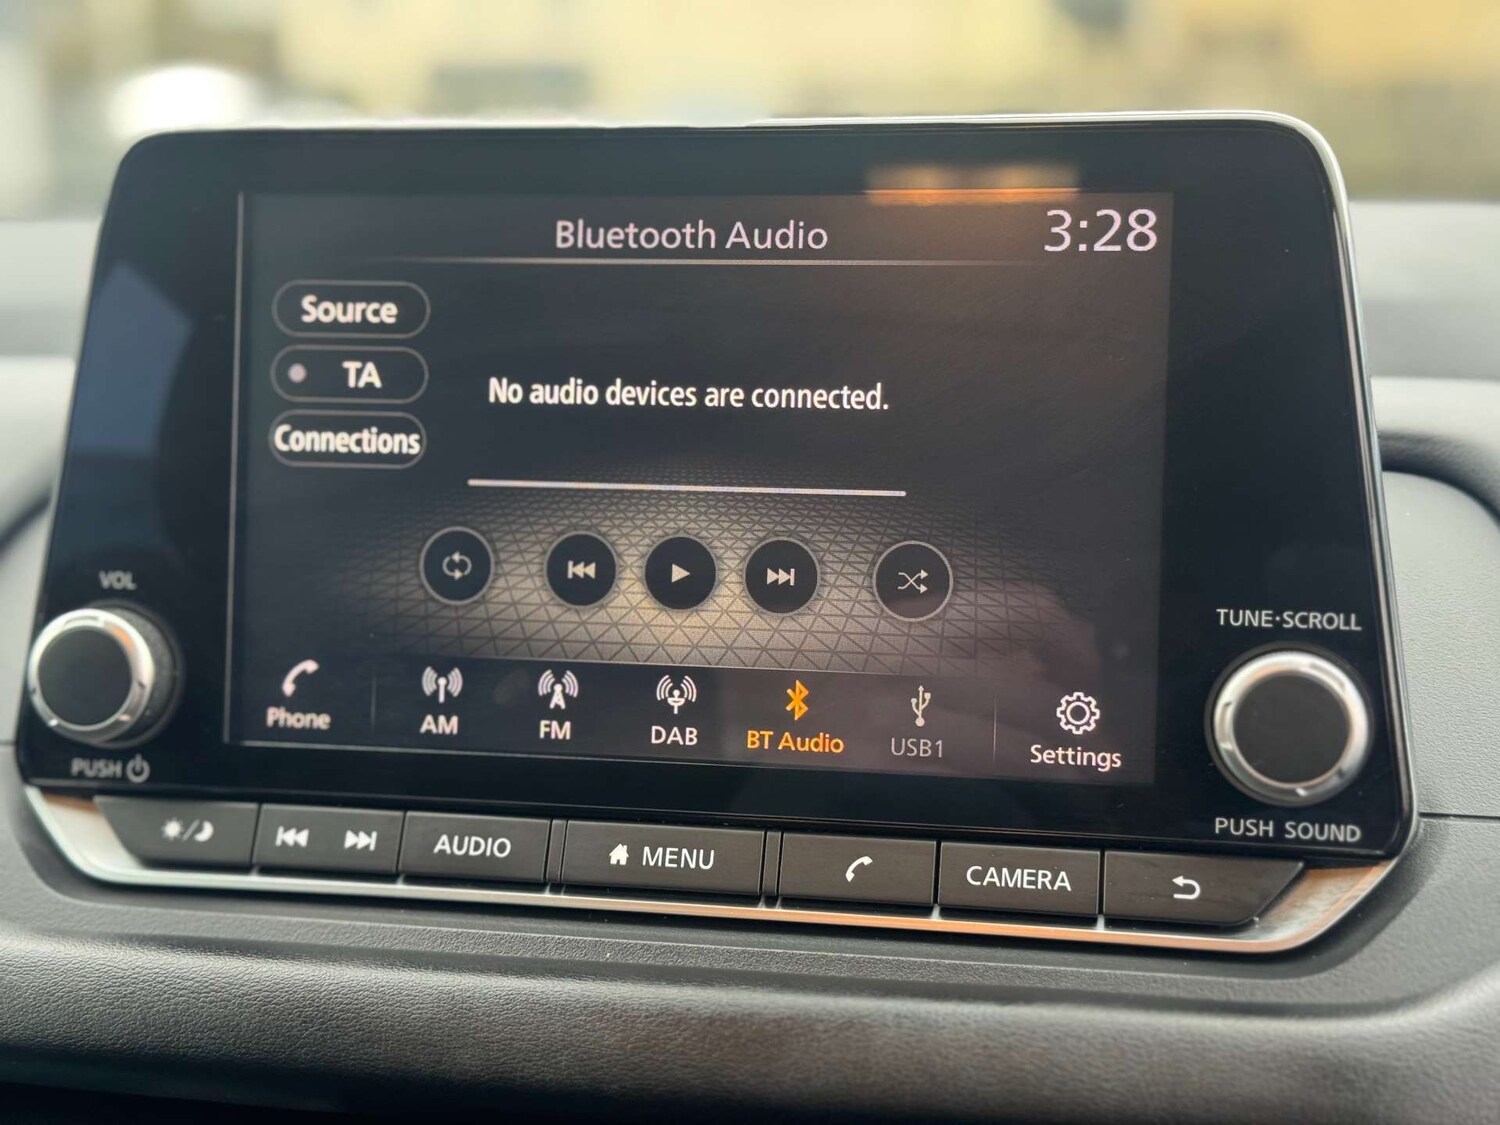 Bluetooth Audio
3:28
Source
TA
Connections
No audio devices are connected.
VOL
PUSH
TUNE·SCROLL
PUSH SOUND
Phone
AM
FM
DAB
BT Audio
USB1
Settings
AUDIO
MENU
CAMERA